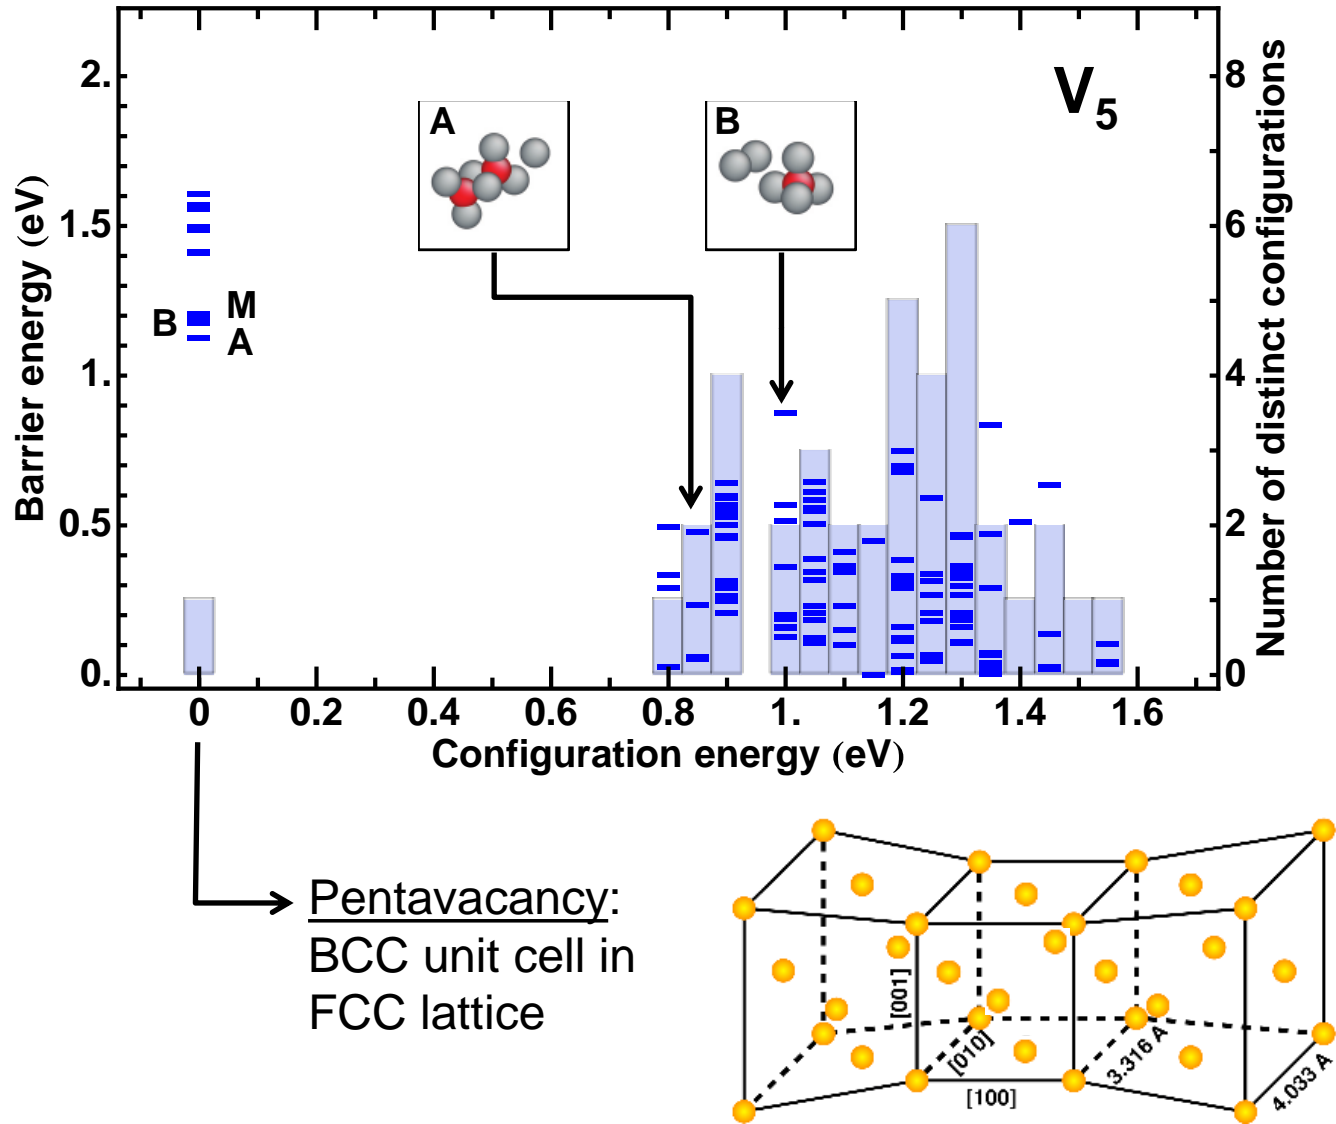 V5
A
B
2.
1.5
1.
0.5
0.
Barrier energy (eV)
B
M
A
8
6
4
2
0
Number of distinct configurations
0 0.2 0.4 0.6 0.8 1. 1.2 1.4 1.6
Configuration energy (eV)
Pentavacancy:
BCC unit cell in
FCC lattice
[001]
[010]
[100]
3.316 A
4.033 A